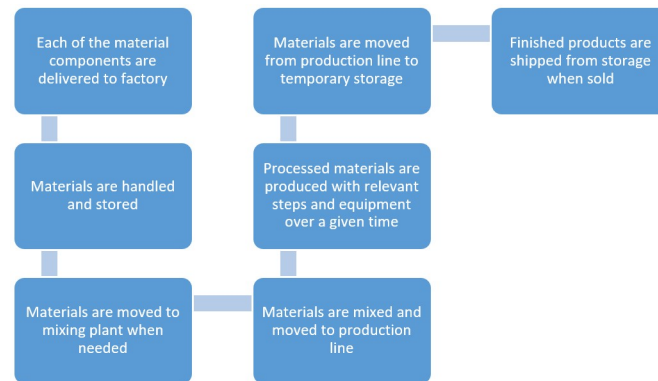 Each of the material
components are
delivered to factory
Materials are handled
and stored
Materials are moved to
mixing plant when
needed
Materials are mixed and
moved to production
line
Processed materials are
produced with relevant
steps and equipment
over a given time
Materials are moved
from production line to
temporary storage
Finished products are
shipped from storage
when sold